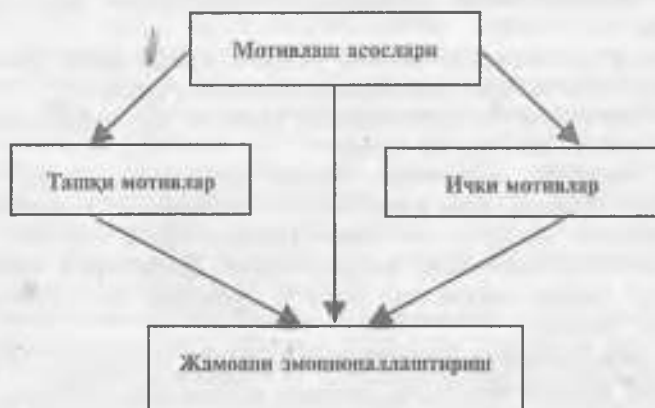 Мотивлаш асослари
Ташқи мотивлар
Ички мотивлар
Жамоани эмоционаллаштириш